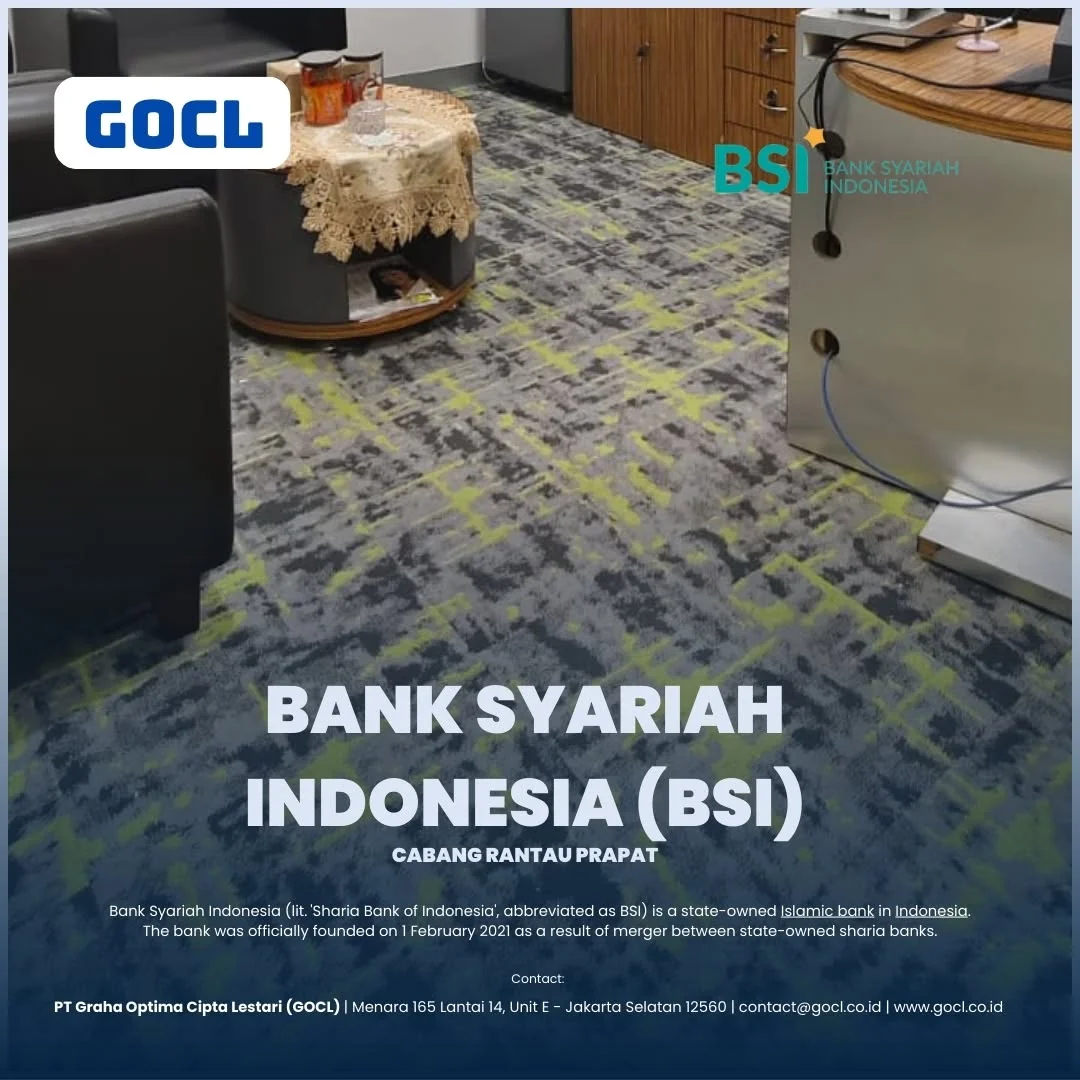 GOCL
BSI BANK SYARIAH
INDONESIA
BANK SYARIAH
INDONESIA (BSI)
CABANG RANTAU PRAPAT
Bank Syariah Indonesia (lit. 'Sharia Bank of Indonesia', abbreviated as BSI) is a state-owned Islamic bank in Indonesia.
The bank was officially founded on 1 February 2021 as a result of merger between state-owned sharia banks.
Contact:
PT Graha Optima Cipta Lestari (GOCL) | Menara 165 Lantai 14, Unit E - Jakarta Selatan 12560 | contact@gocl.co.id | www.gocl.co.id